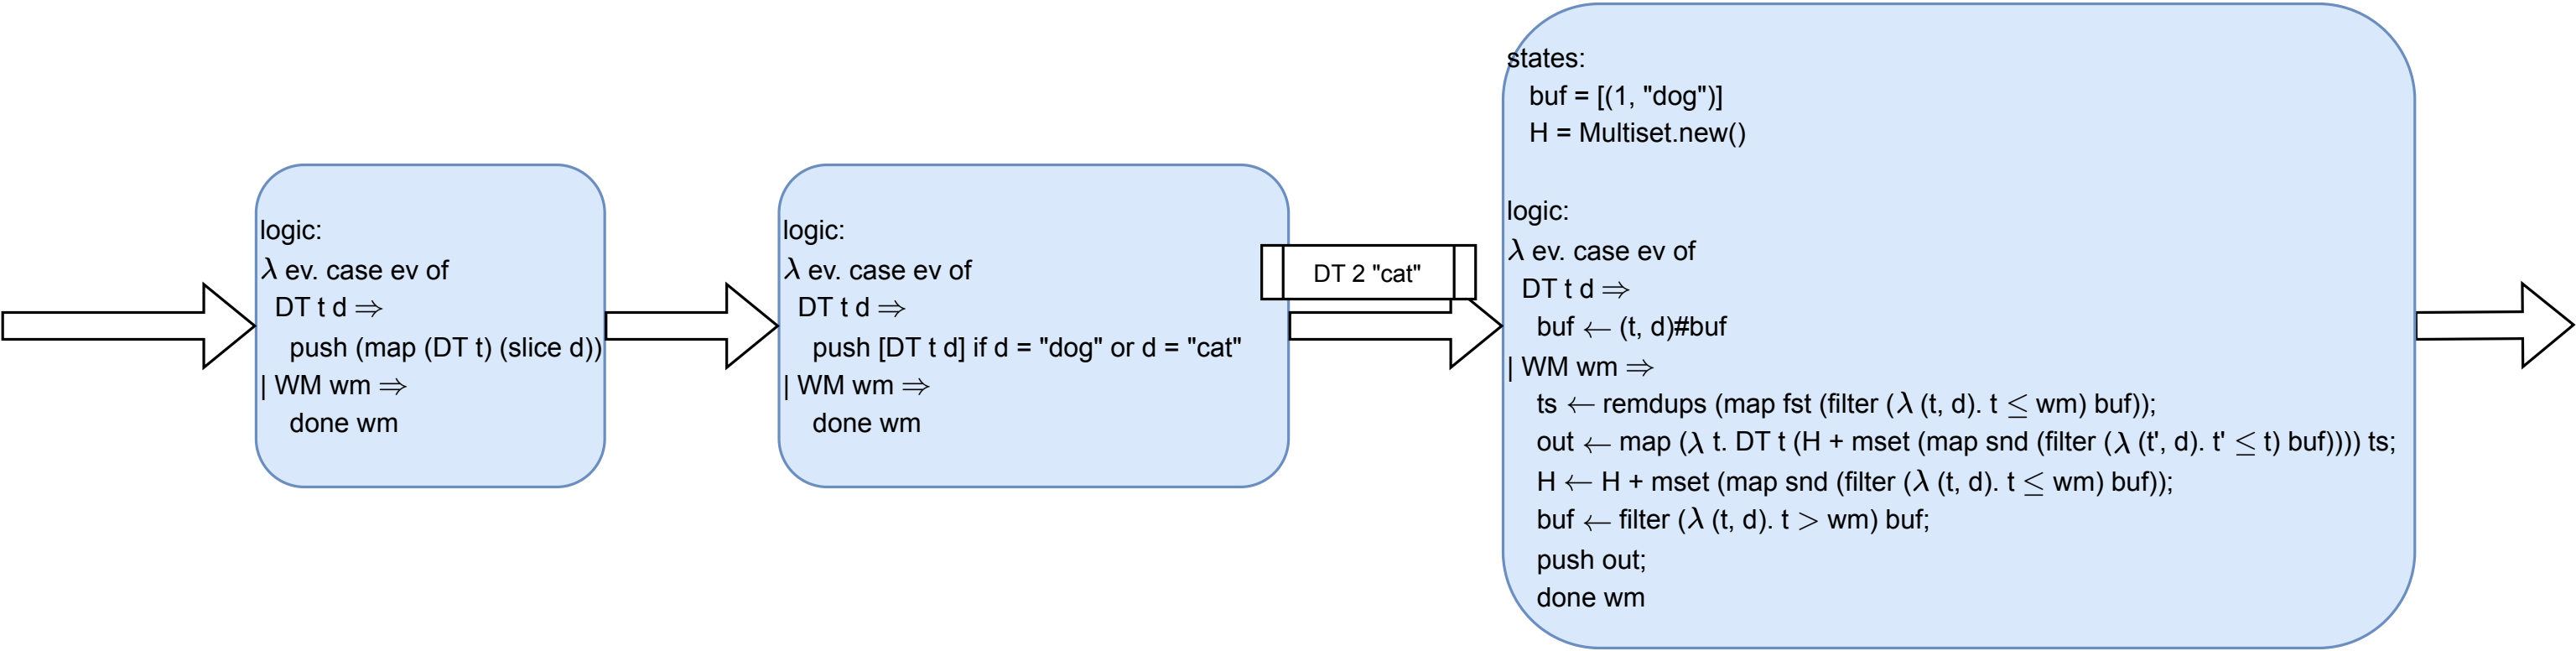 logic:
λ ev. case ev of
DT t d ⇒
push (map (DT t) (slice d))
| WM wm ⇒
done wm
logic:
λ ev. case ev of
DT t d ⇒
push [DT t d] if d = "dog" or d = "cat"
| WM wm ⇒
done wm
DT 2 "cat"
states:
buf = [(1, "dog")]
H = Multiset.new()
logic:
λ ev. case ev of
DT t d ⇒
buf ← (t, d)#buf
| WM wm ⇒
ts ← remdups (map fst (filter (λ (t, d). t ≤ wm) buf));
out ← map (λ t. DT t (H + mset (map snd (filter (λ (t', d). t' ≤ t) buf)))) ts;
H ← H + mset (map snd (filter (λ (t, d). t ≤ wm) buf));
buf ← filter (λ (t, d). t > wm) buf;
push out;
done wm